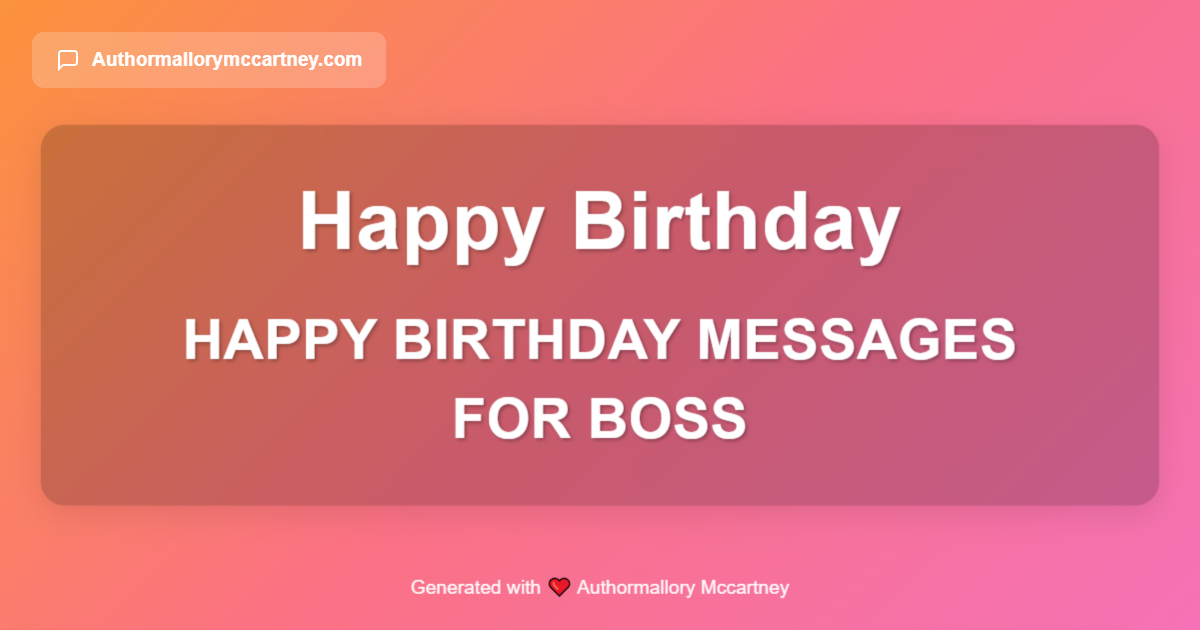 Authormallorymccartney.com
Happy Birthday
HAPPY BIRTHDAY MESSAGES
FOR BOSS
Generated with ❤️ Authormallory Mccartney